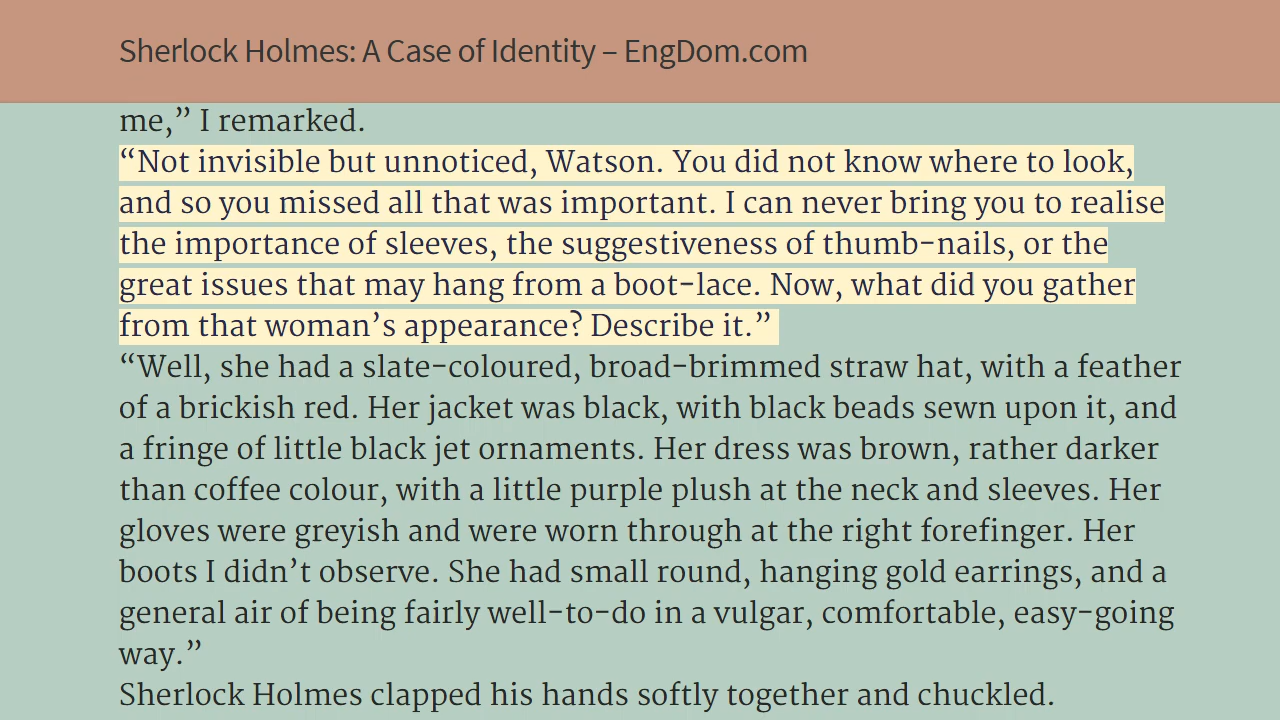 Sherlock Holmes: A Case of Identity – EngDom.com
me,” I remarked.
“Not invisible but unnoticed, Watson. You did not know where to look,
and so you missed all that was important. I can never bring you to realise
the importance of sleeves, the suggestiveness of thumb-nails, or the
great issues that may hang from a boot-lace. Now, what did you gather
from that woman’s appearance? Describe it.”
“Well, she had a slate-coloured, broad-brimmed straw hat, with a feather
of a brickish red. Her jacket was black, with black beads sewn upon it, and
a fringe of little black jet ornaments. Her dress was brown, rather darker
than coffee colour, with a little purple plush at the neck and sleeves. Her
gloves were greyish and were worn through at the right forefinger. Her
boots I didn’t observe. She had small round, hanging gold earrings, and a
general air of being fairly well-to-do in a vulgar, comfortable, easy-going
way.”
Sherlock Holmes clapped his hands softly together and chuckled.